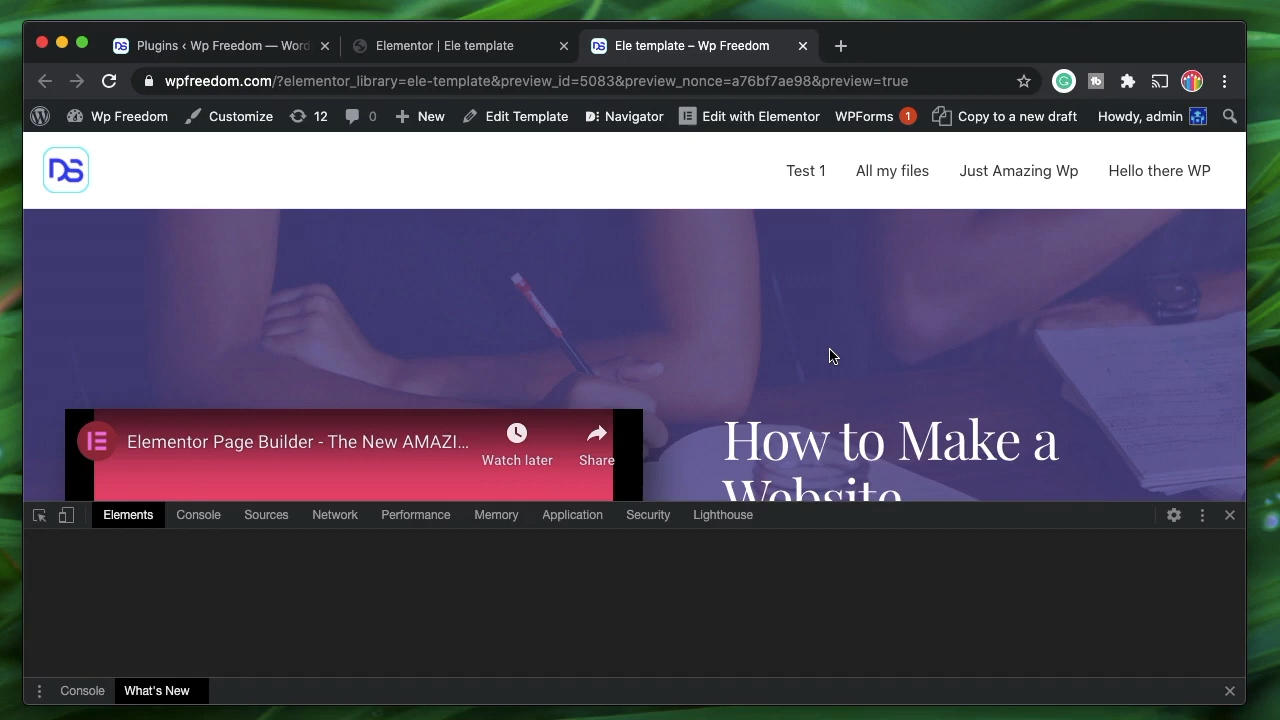 Plugins ‹ Wp Freedom — Word
Elementor | Ele template
Ele template – Wp Freedom
wpfreedom.com/?elementor_library=ele-template&preview_id=5083&preview_nonce=a76bf7ae98&preview=true
Wp Freedom Customize 12 0 New Edit Template Navigator Edit with Elementor WPForms 1 Copy to a new draft Howdy, admin
DS Test 1 All my files Just Amazing Wp Hello there WP
Elementor Page Builder - The New AMAZI...
Watch later Share
How to Make a
Website
Elements Console Sources Network Performance Memory Application Security Lighthouse
Console What's New